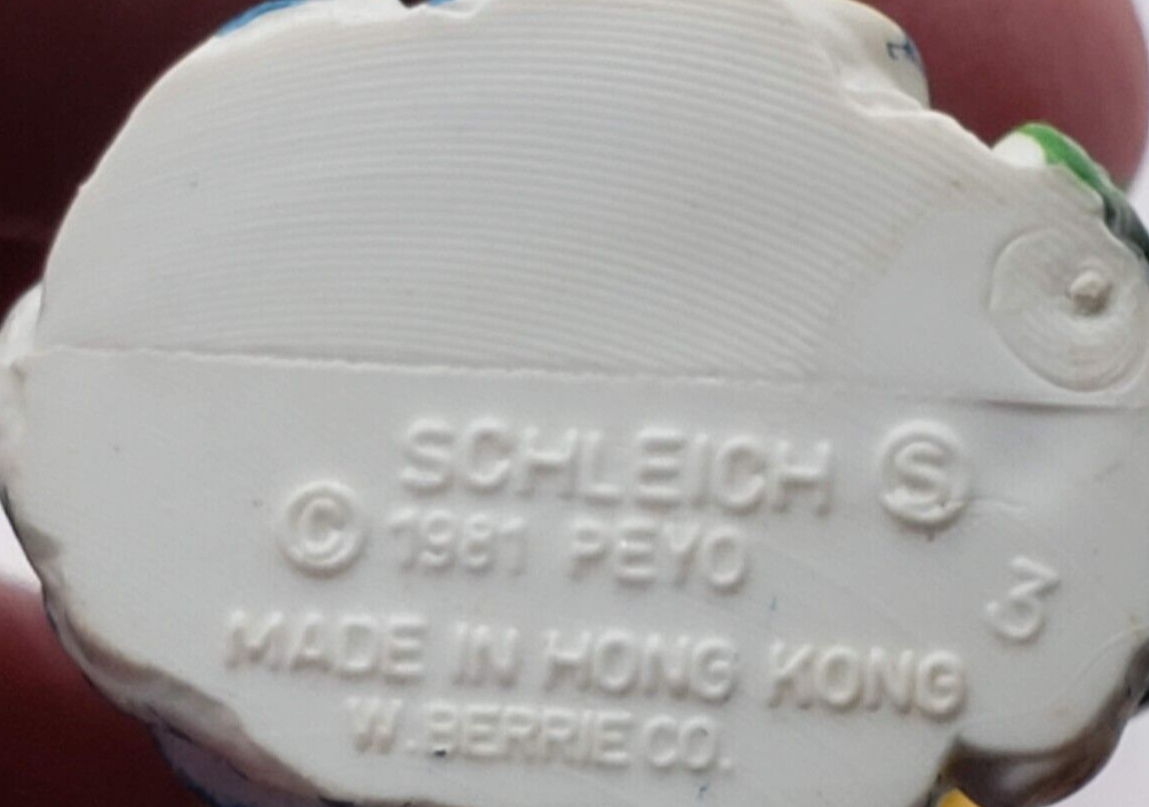 SCHLEICH Ⓢ
© 1981 PEYO
3
MADE IN HONG KONG
W. BERRIE CO.